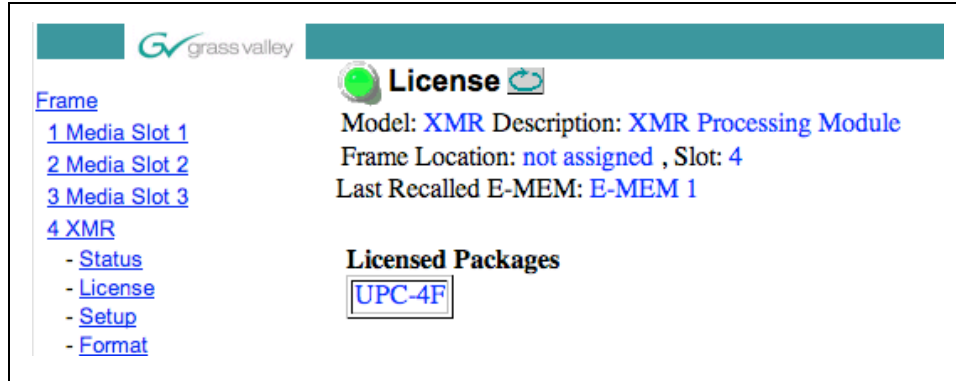 GV grass valley
Frame
1 Media Slot 1
2 Media Slot 2
3 Media Slot 3
4 XMR
- Status
- License
- Setup
- Format
License
Model: XMR Description: XMR Processing Module
Frame Location: not assigned , Slot: 4
Last Recalled E-MEM: E-MEM 1
Licensed Packages
UPC-4F